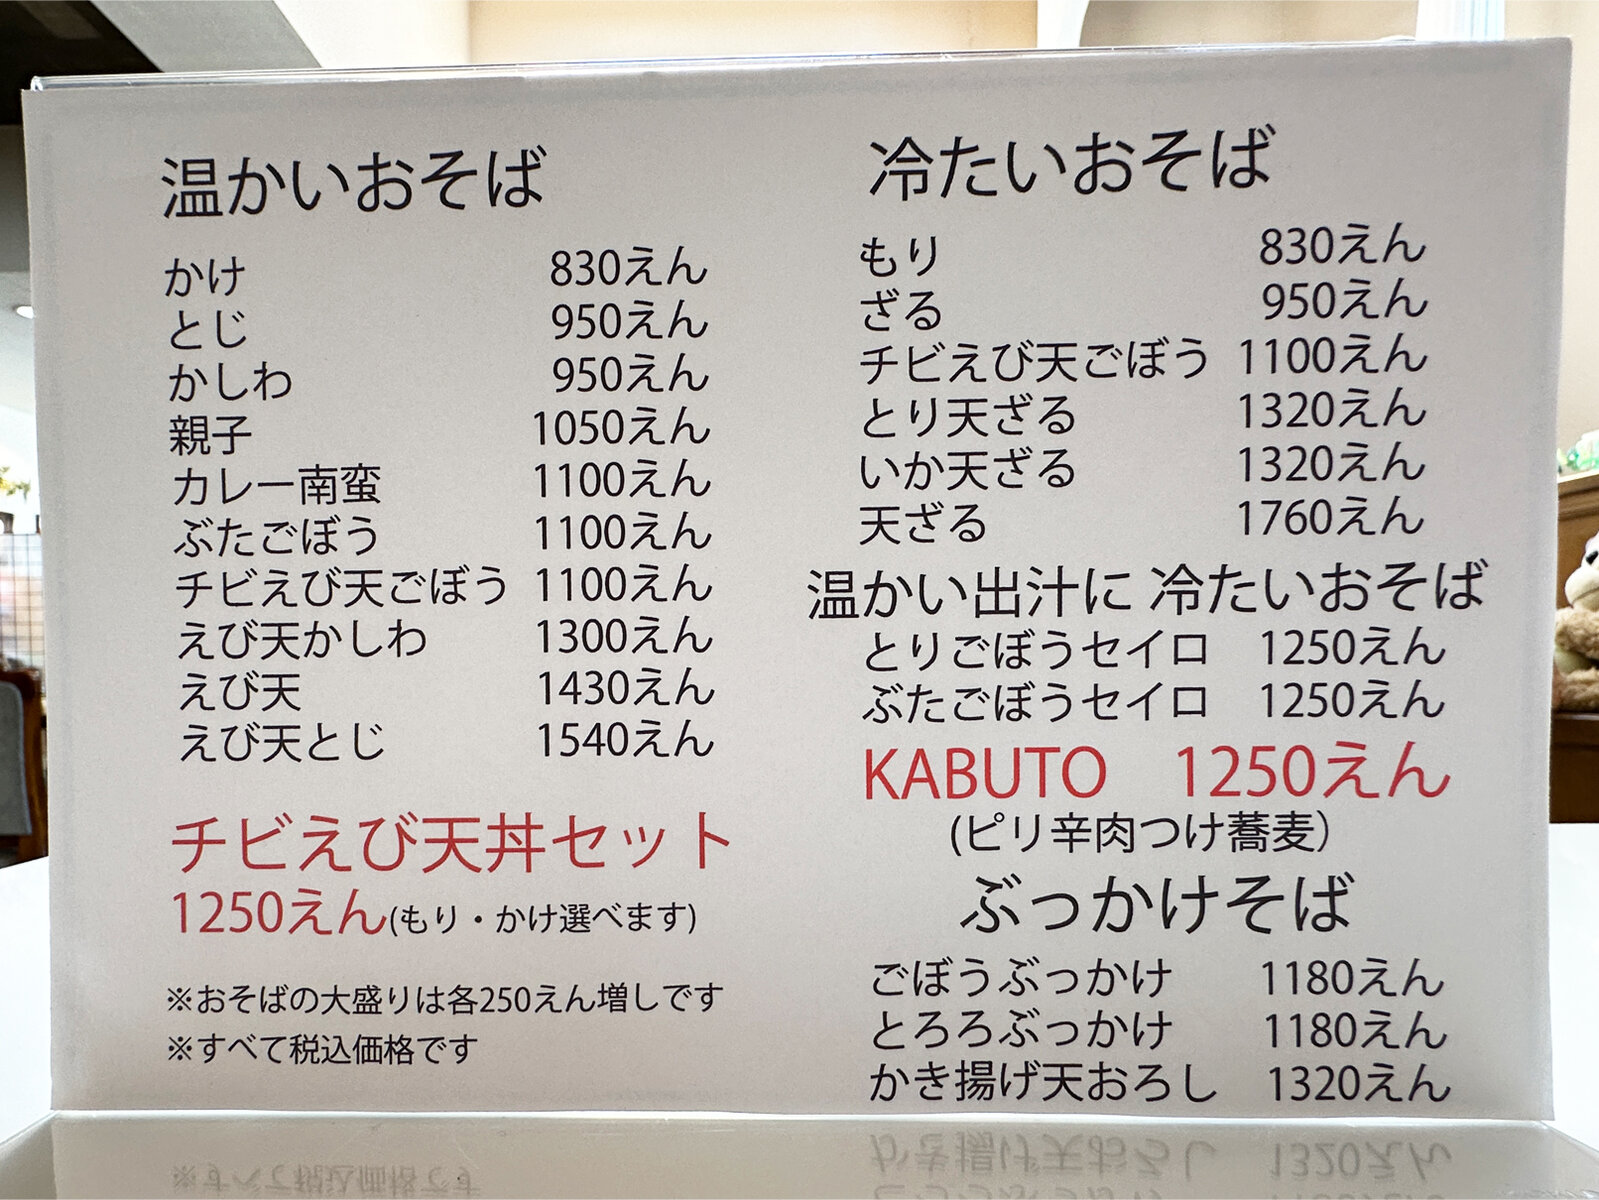 温かいおそば
かけ 830えん
とじ 950えん
かしわ 950えん
親子 1050えん
カレー南蛮 1100えん
ぶたごぼう 1100えん
チビえび天ごぼう 1100えん
えび天かしわ 1300えん
えび天 1430えん
えび天とじ 1540えん
チビえび天丼セット
1250えん(もり・かけ選べます)
※おそばの大盛りは各250えん増しです
※すべて税込価格です
冷たいおそば
もり 830えん
ざる 950えん
チビえび天ごぼう 1100えん
とり天ざる 1320えん
いか天ざる 1320えん
天ざる 1760えん
温かい出汁に 冷たいおそば
とりごぼうセイロ 1250えん
ぶたごぼうセイロ 1250えん
KABUTO 1250えん
(ピリ辛肉つけ蕎麦)
ぶっかけそば
ごぼうぶっかけ 1180えん
とろろぶっかけ 1180えん
かき揚げ天おろし 1320えん